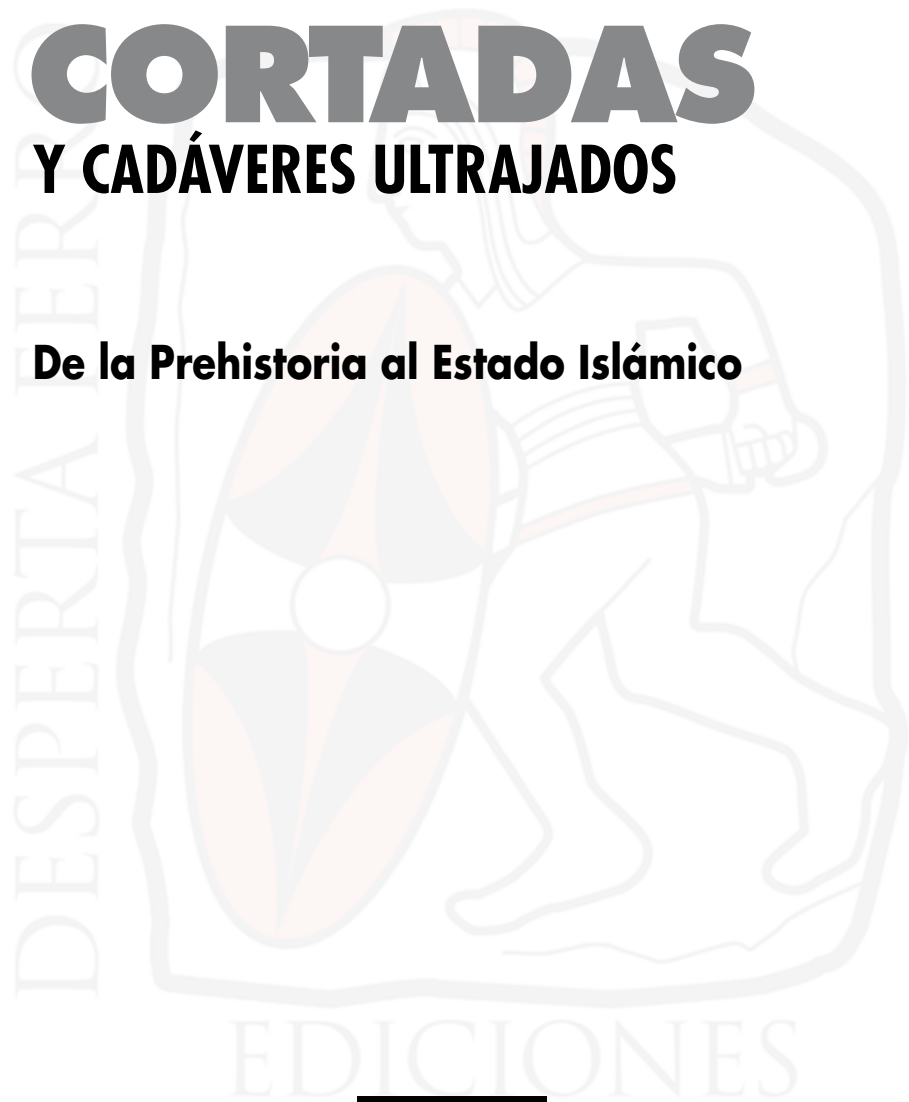 CORTADAS
Y CADÁVERES ULTRAJADOS
De la Prehistoria al Estado Islámico
DESPERTA FERRO
EDICIONES